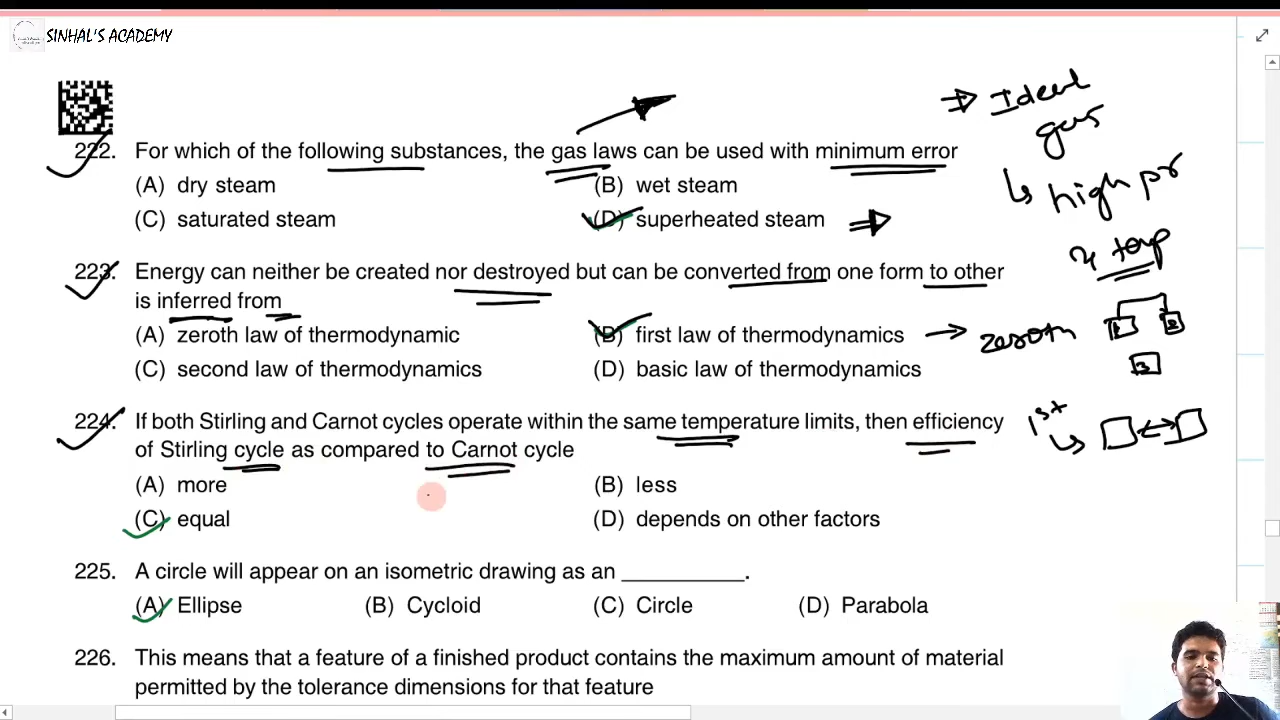 SINHAL'S ACADEMY
⇒ Ideal
gas
↳ high pr
222. For which of the following substances, the gas laws can be used with minimum error
(A) dry steam (B) wet steam
(C) saturated steam (D) superheated steam ⇒
temp
223. Energy can neither be created nor destroyed but can be converted from one form to other
is inferred from
(A) zeroth law of thermodynamic (B) first law of thermodynamics → zeroth 1 2
(C) second law of thermodynamics (D) basic law of thermodynamics 3
224. If both Stirling and Carnot cycles operate within the same temperature limits, then efficiency 1st
of Stirling cycle as compared to Carnot cycle
(A) more (B) less
(C) equal (D) depends on other factors
225. A circle will appear on an isometric drawing as an __________.
(A) Ellipse (B) Cycloid (C) Circle (D) Parabola
226. This means that a feature of a finished product contains the maximum amount of material
permitted by the tolerance dimensions for that feature